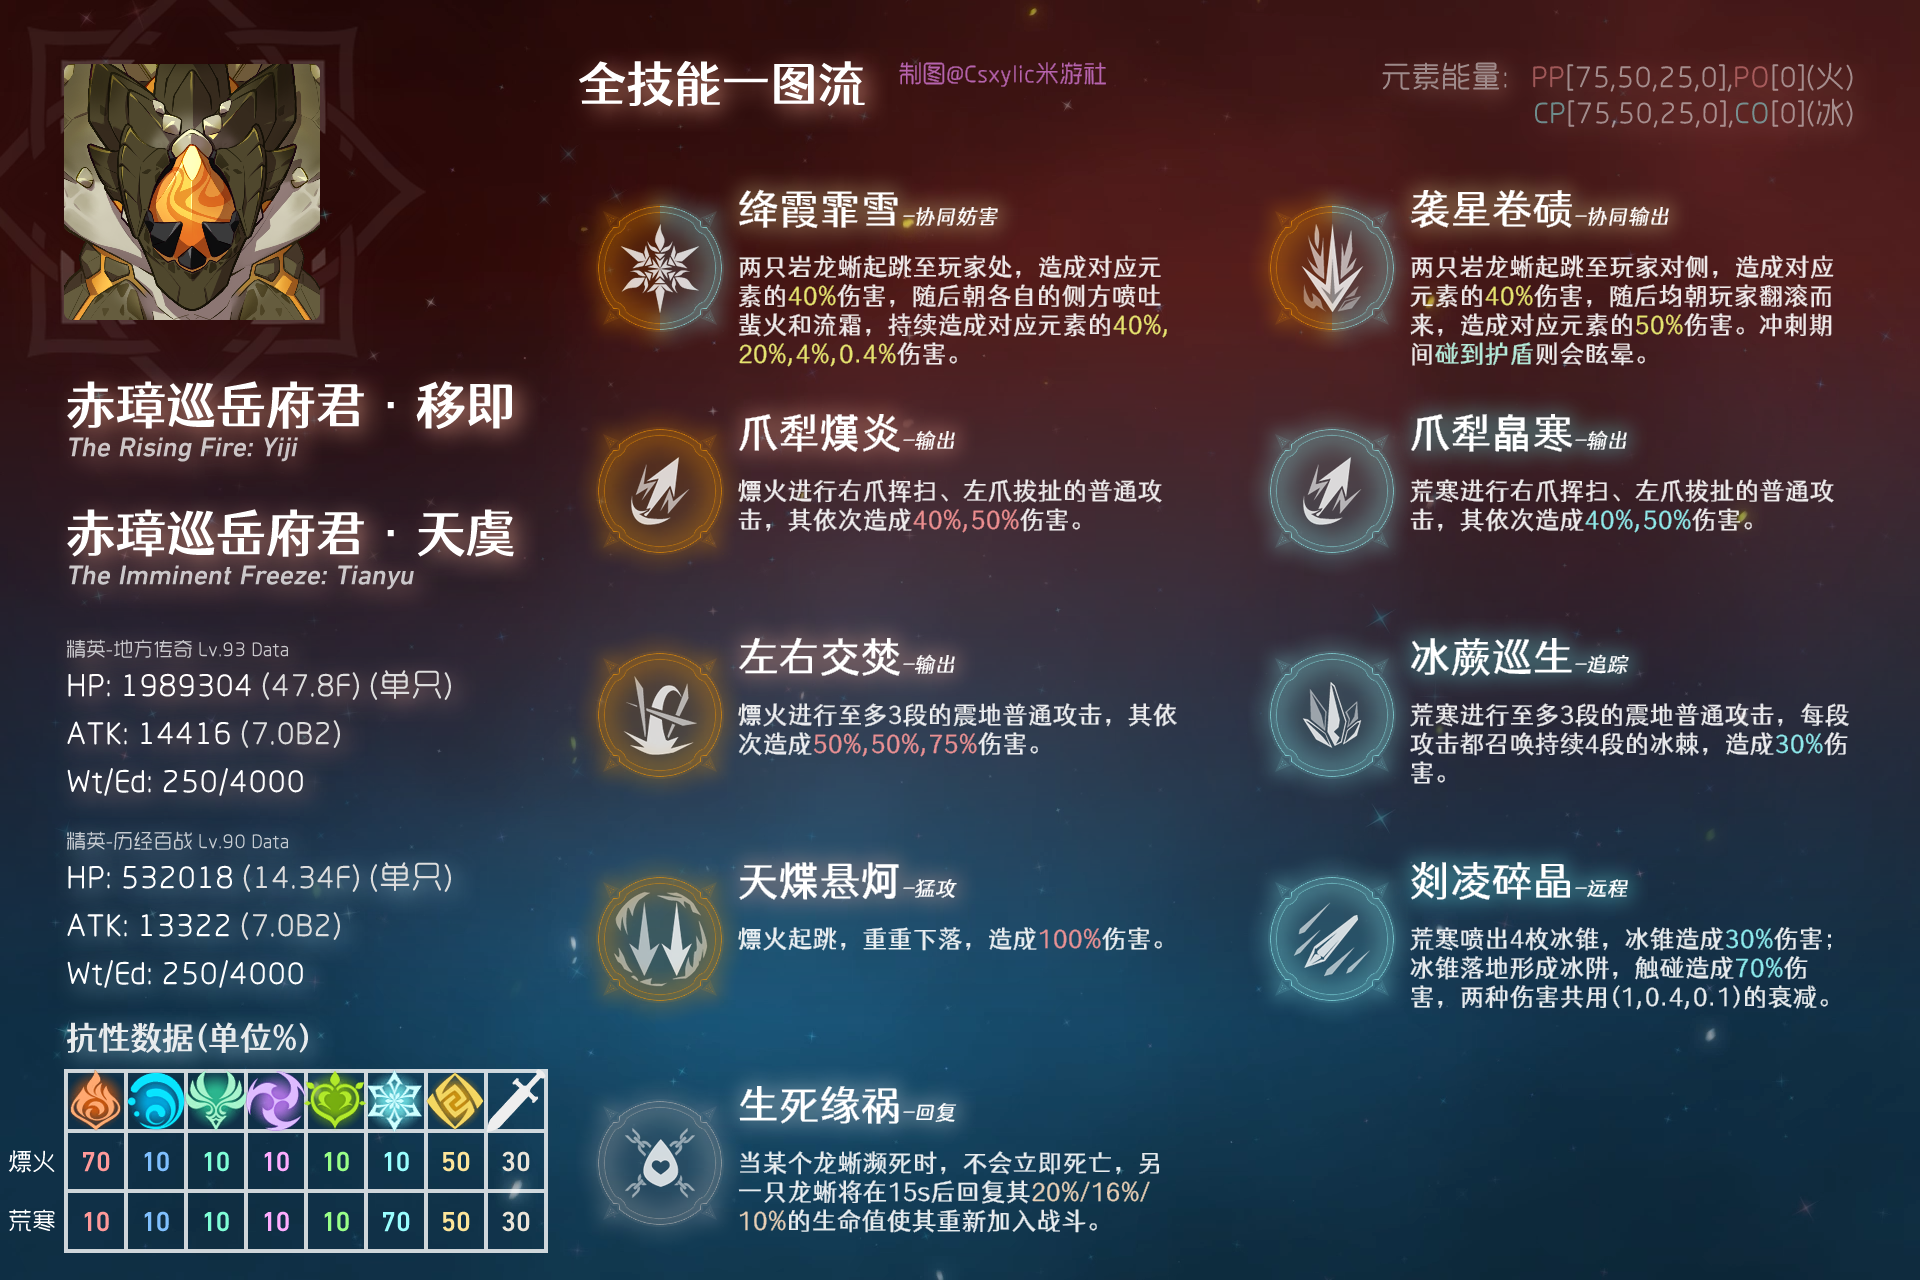 全技能一图流
制图@Csxylic米游社
元素能量: PP[75,50,25,0],PO[0](火)
CP[75,50,25,0],CO[0](冰)
赤璋巡岳府君·移即
The Rising Fire: Yiji
赤璋巡岳府君·天虞
The Imminent Freeze: Tianyu
精英-地方传奇 Lv.93 Data
HP: 1989304 (47.8F) (单只)
ATK: 14416 (7.0B2)
Wt/Ed: 250/4000
精英-历经百战 Lv.90 Data
HP: 532018 (14.34F) (单只)
ATK: 13322 (7.0B2)
Wt/Ed: 250/4000
抗性数据(单位%)
熛火 70 10 10 10 10 10 50 30
荒寒 10 10 10 10 10 70 50 30
绛霞霏雪-协同妨害
两只岩龙蜥起跳至玩家处，造成对应元
素的40%伤害，随后朝各自的侧方喷吐
蜚火和流霜，持续造成对应元素的40%,
20%,4%,0.4%伤害。
袭星卷碛-协同输出
两只岩龙蜥起跳至玩家对侧，造成对应
元素的40%伤害，随后均朝玩家翻滚而
来，造成对应元素的50%伤害。冲刺期
间碰到护盾则会眩晕。
爪犁熯炎-输出
熛火进行右爪挥扫、左爪拔扯的普通攻
击，其依次造成40%,50%伤害。
爪犁皛寒-输出
荒寒进行右爪挥扫、左爪拔扯的普通攻
击，其依次造成40%,50%伤害。
左右交焚-输出
熛火进行至多3段的震地普通攻击，其依
次造成50%,50%,75%伤害。
冰蕨巡生-追踪
荒寒进行至多3段的震地普通攻击，每段
攻击都召唤持续4段的冰棘，造成30%伤
害。
天煠悬炣-猛攻
熛火起跳，重重下落，造成100%伤害。
剡凌碎晶-远程
荒寒喷出4枚冰锥，冰锥造成30%伤害；
冰锥落地形成冰阱，触碰造成70%伤
害，两种伤害共用(1,0.4,0.1)的衰减。
生死缘祸-回复
当某个龙蜥濒死时，不会立即死亡，另
一只龙蜥将在15s后回复其20%/16%/
10%的生命值使其重新加入战斗。